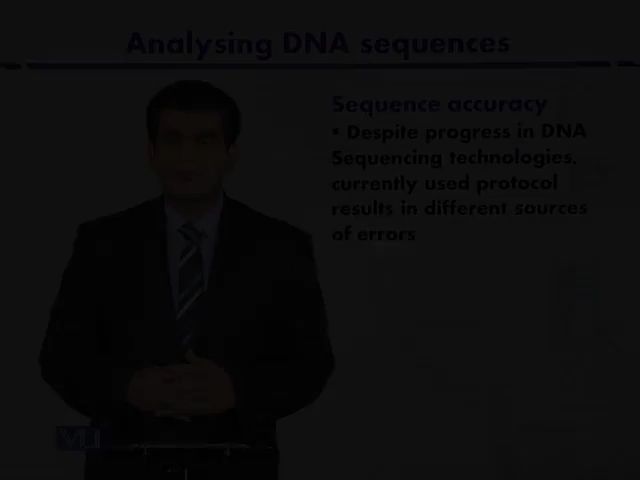 Analysing DNA sequences
Sequence accuracy
• Despite progress in DNA
Sequencing technologies,
currently used protocol
results in different sources
of errors
VU